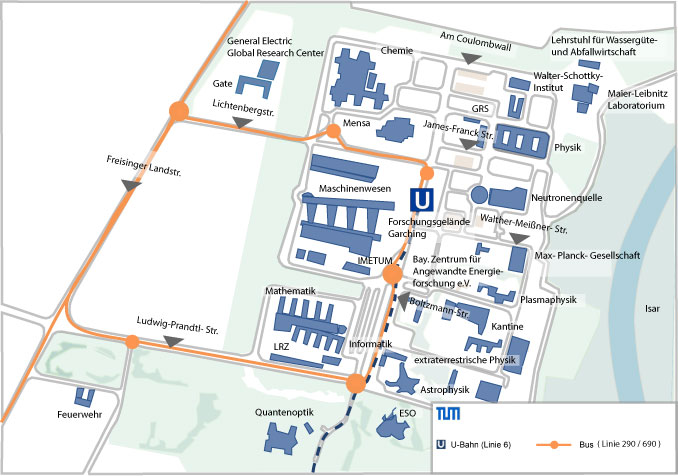 Am Coulombwall
Lehrstuhl für Wassergüte-
und Abfallwirtschaft
General Electric
Global Research Center
Chemie
Gate
Walter-Schottky-
Institut
Maier-Leibnitz
Laboratorium
Lichtenbergstr.
GRS
Mensa
James-Franck Str.
Physik
Freisinger Landstr.
Maschinenwesen
U
Neutronenquelle
Forschungsgelände
Garching
Walther-Meißner- Str.
IMETUM
Bay. Zentrum für
Angewandte Energie-
forschung e.V.
Max- Planck- Gesellschaft
Mathematik
Boltzmann-Str.
Plasmaphysik
Isar
Ludwig-Prandtl- Str.
Kantine
LRZ
Informatik
extraterrestrische Physik
Astrophysik
Feuerwehr
Quantenoptik
ESO
TUM
U
U-Bahn (Linie 6)
Bus ( Linie 290 / 690 )